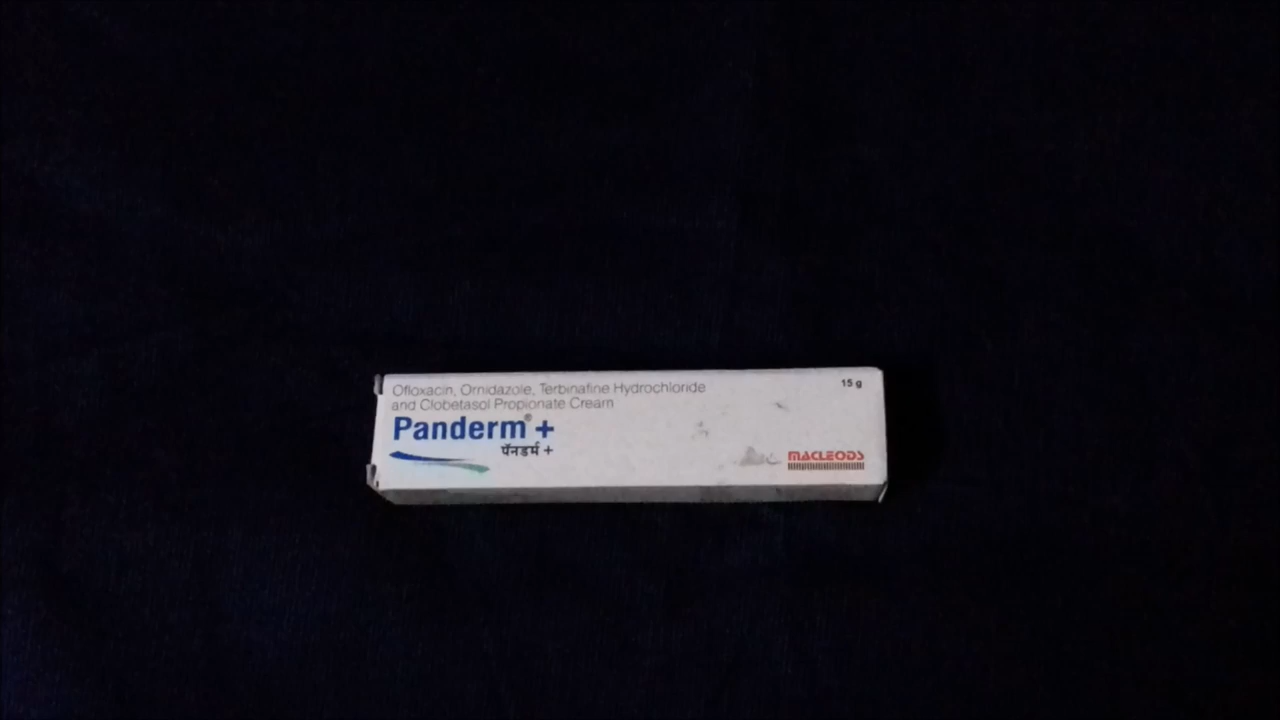 Ofloxacin, Ornidazole, Terbinafine Hydrochloride
and Clobetasol Propionate Cream
15 g
Panderm® +
पॅनडर्म +
MACLEODS